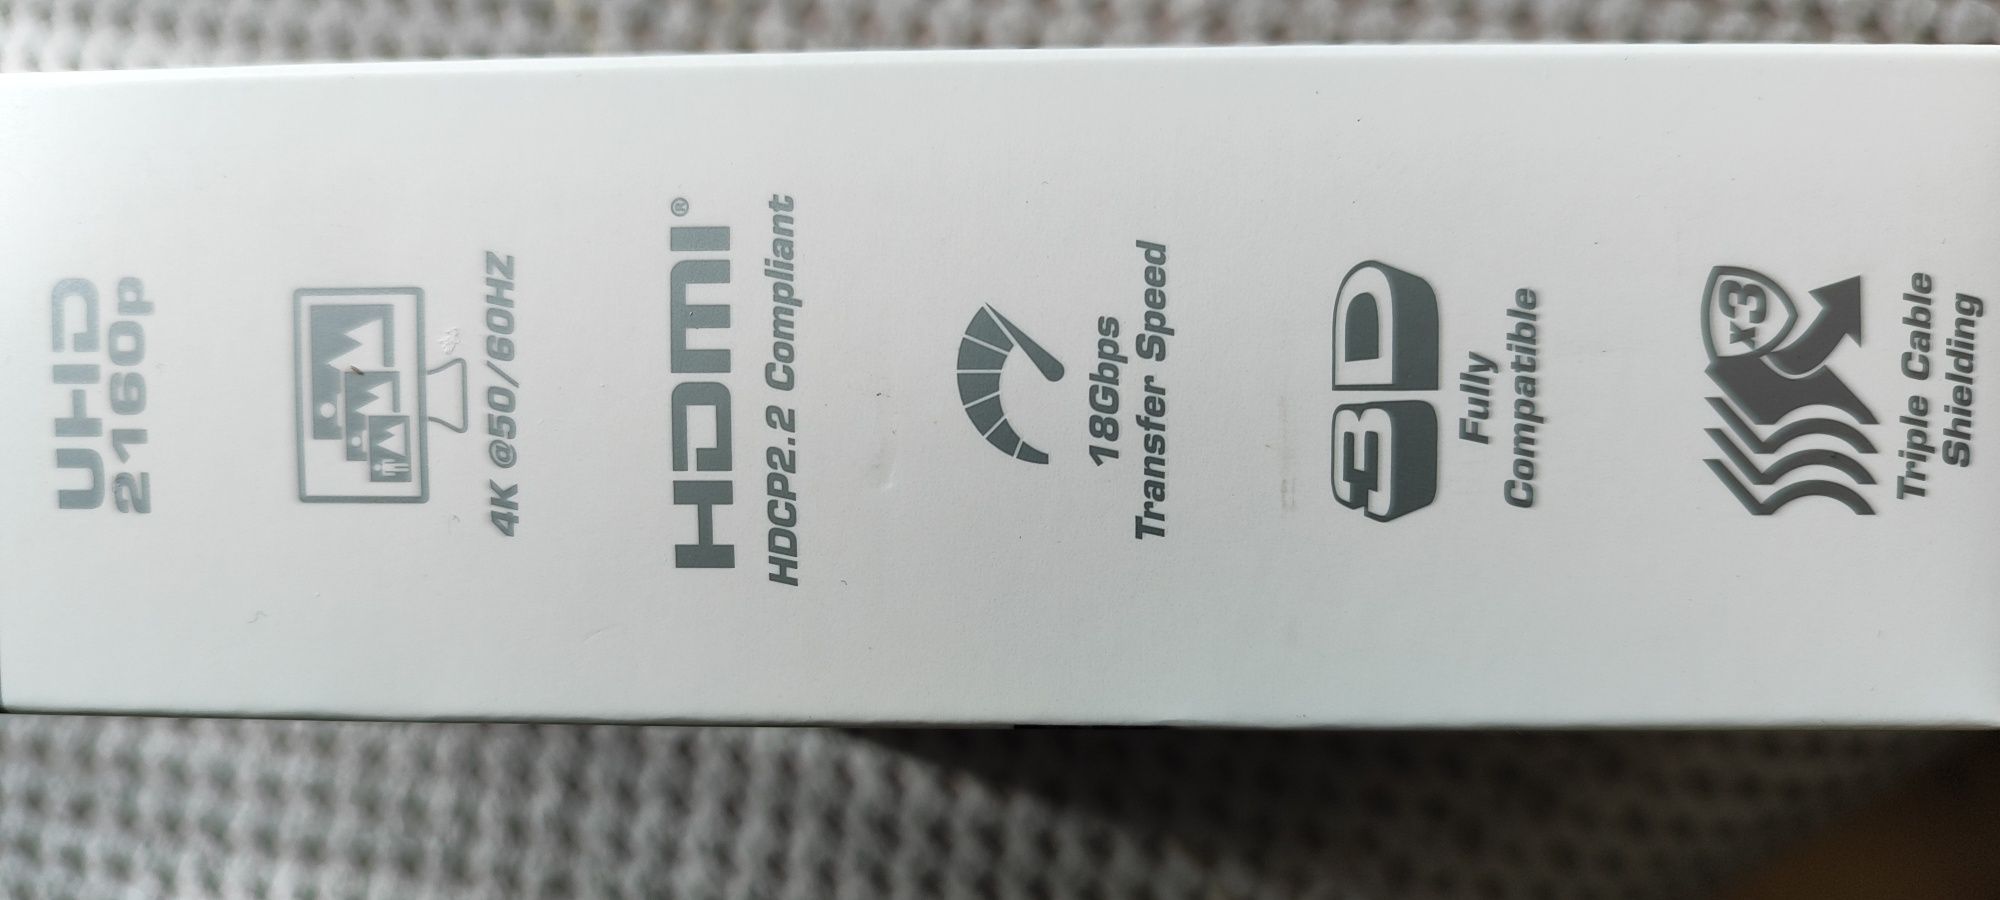 UHD
2160p
4K @50/60HZ
HDMI®
HDCP2.2 Compliant
18Gbps
Transfer Speed
3D
Fully
Compatible
x3
Triple Cable
Shielding